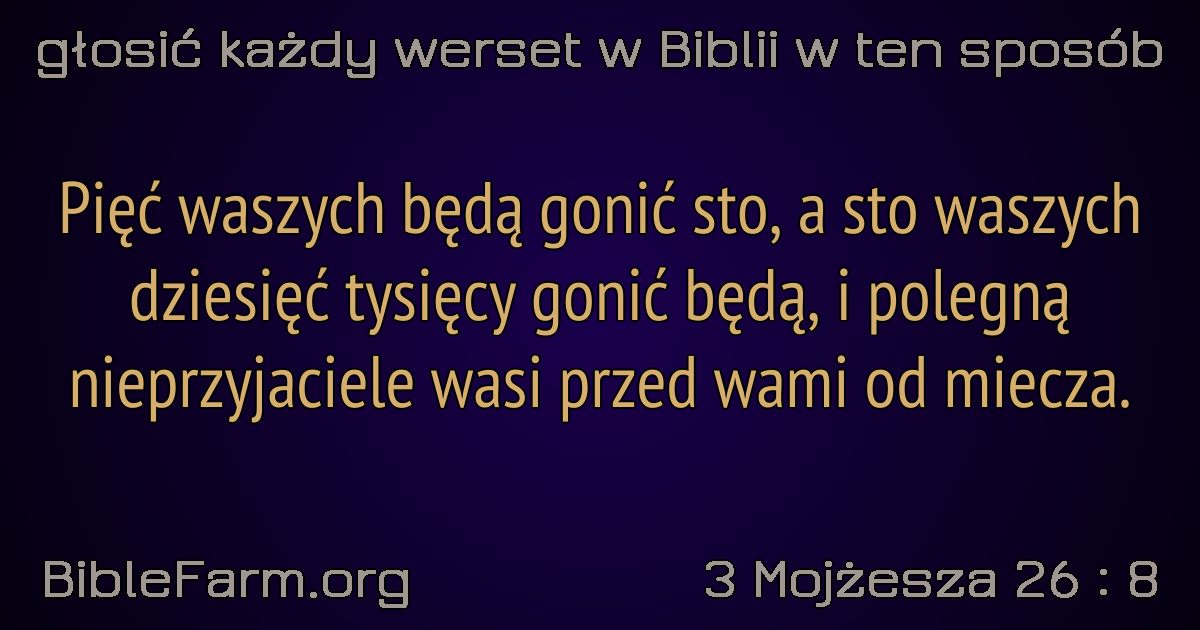 głosić każdy werset w Biblii w ten sposób
Pięć waszych będą gonić sto, a sto waszych
dziesięć tysięcy gonić będą, i polegną
nieprzyjaciele wasi przed wami od miecza.
BibleFarm.org
3 Mojżesza 26 : 8